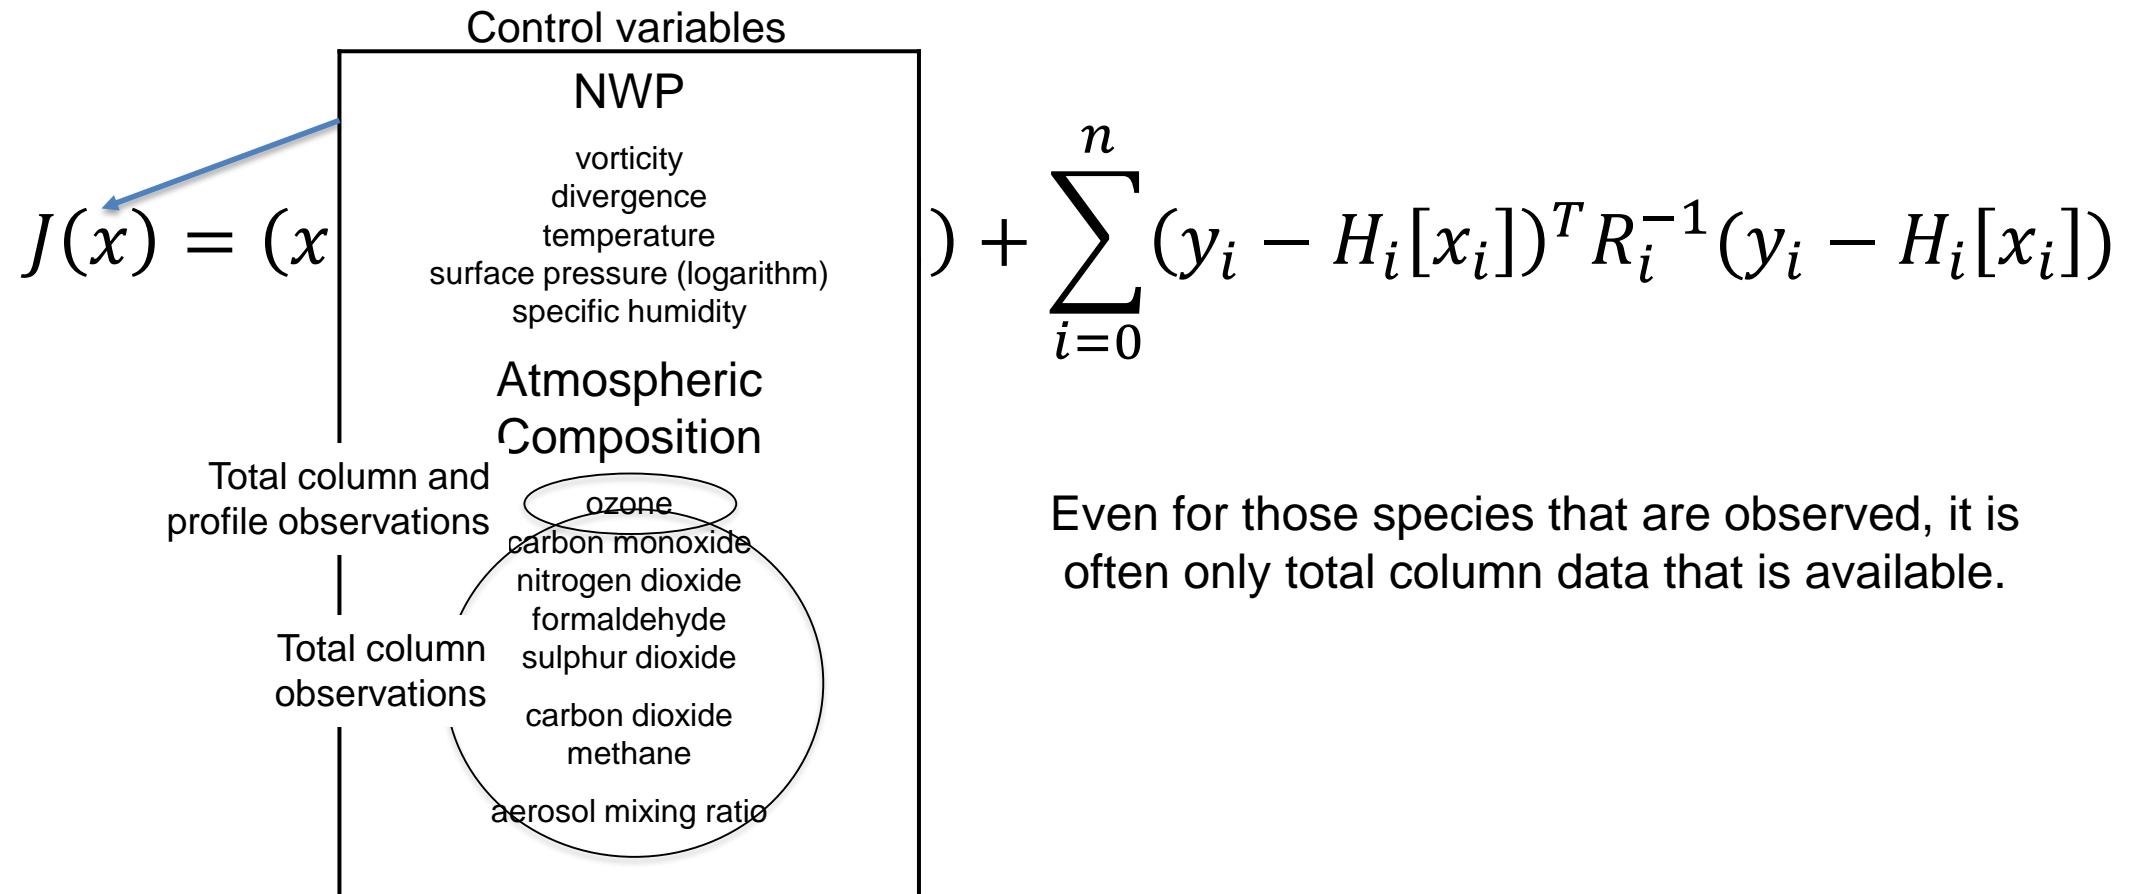 Control variables
NWP
vorticity
divergence
temperature
surface pressure (logarithm)
specific humidity
J(x) = (x
) + \sum_{i=0}^{n} (y_i − H_i[x_i])^T R_i^{−1} (y_i − H_i[x_i])
Atmospheric
Composition
Total column and
profile observations
ozone
carbon monoxide
nitrogen dioxide
formaldehyde
sulphur dioxide
Total column
observations
carbon dioxide
methane
aerosol mixing ratio
Even for those species that are observed, it is
often only total column data that is available.